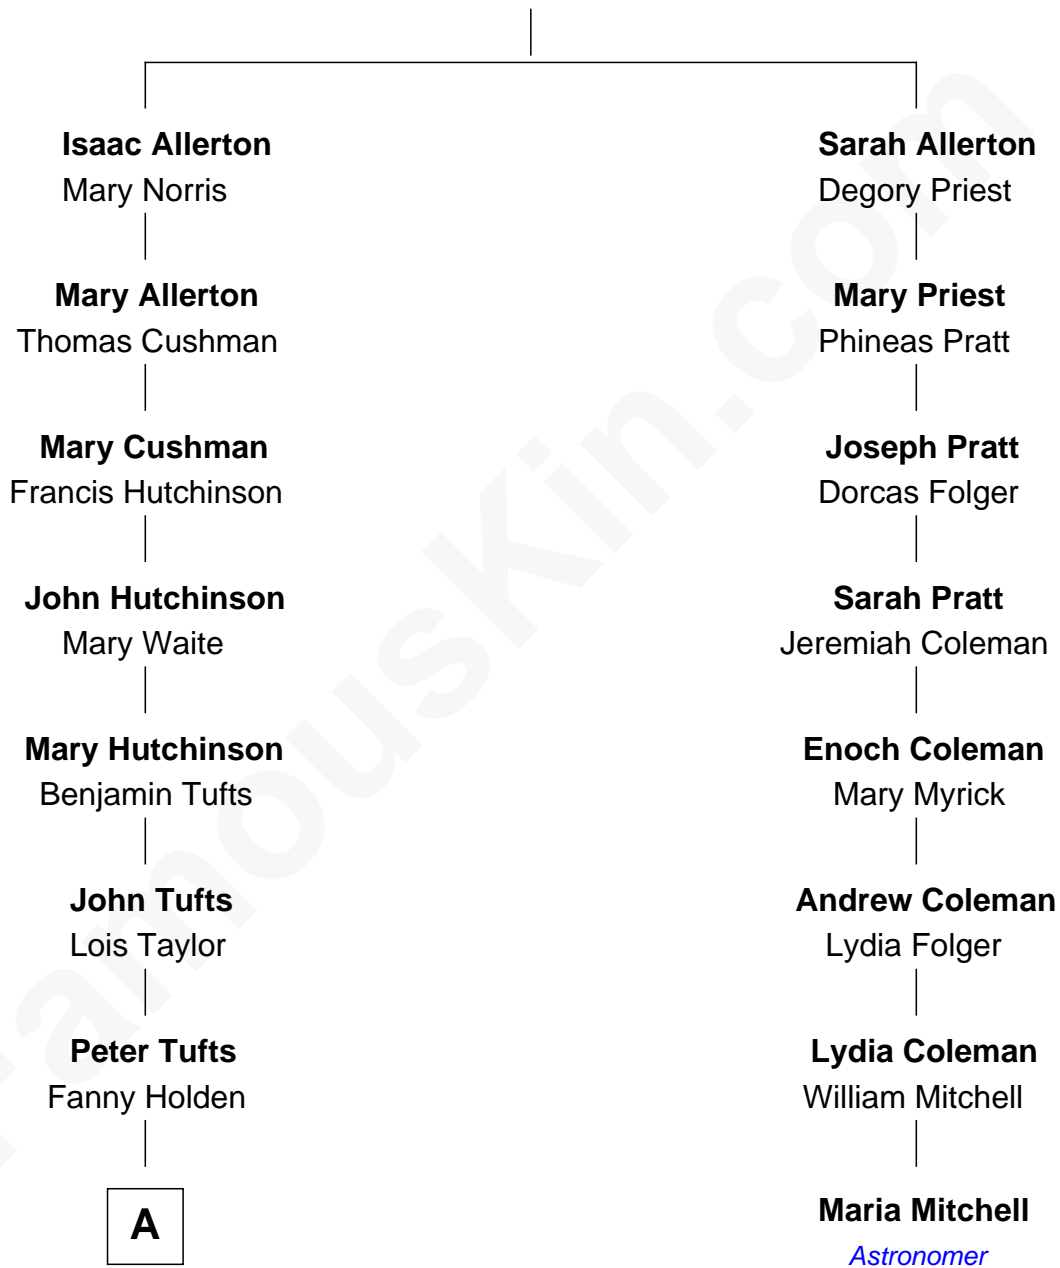 Isaac Allerton
Mary Norris
Mary Allerton
Thomas Cushman
Mary Cushman
Francis Hutchinson
John Hutchinson
Mary Waite
Mary Hutchinson
Benjamin Tufts
John Tufts
Lois Taylor
Peter Tufts
Fanny Holden
A
Sarah Allerton
Degory Priest
Mary Priest
Phineas Pratt
Joseph Pratt
Dorcas Folger
Sarah Pratt
Jeremiah Coleman
Enoch Coleman
Mary Myrick
Andrew Coleman
Lydia Folger
Lydia Coleman
William Mitchell
Maria Mitchell
Astronomer
FamousKin.com